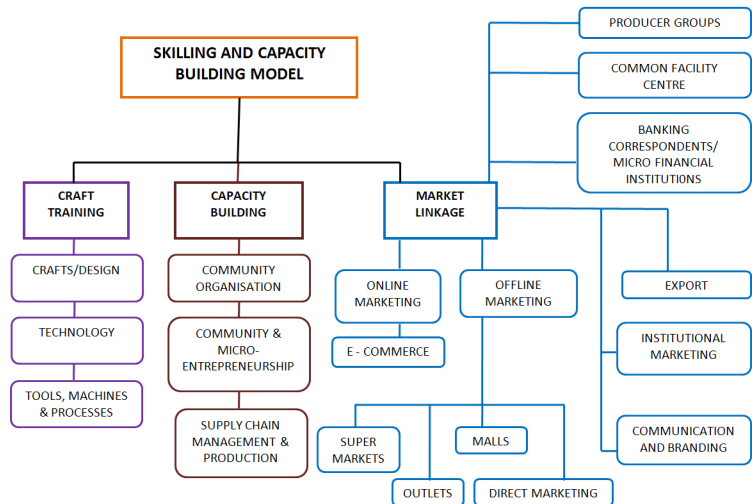 PRODUCER GROUPS
SKILLING AND CAPACITY
BUILDING MODEL
COMMON FACILITY
CENTRE
BANKING
CORRESPONDENTS/
MICRO FINANCIAL
INSTITUTIONS
CRAFT
TRAINING
CAPACITY
BUILDING
MARKET
LINKAGE
CRAFTS/DESIGN
TECHNOLOGY
TOOLS, MACHINES
& PROCESSES
COMMUNITY
ORGANISATION
COMMUNITY &
MICRO-
ENTREPRENEURSHIP
SUPPLY CHAIN
MANAGEMENT &
PRODUCTION
ONLINE
MARKETING
E - COMMERCE
OFFLINE
MARKETING
SUPER
MARKETS
OUTLETS
MALLS
DIRECT MARKETING
EXPORT
INSTITUTIONAL
MARKETING
COMMUNICATION
AND BRANDING